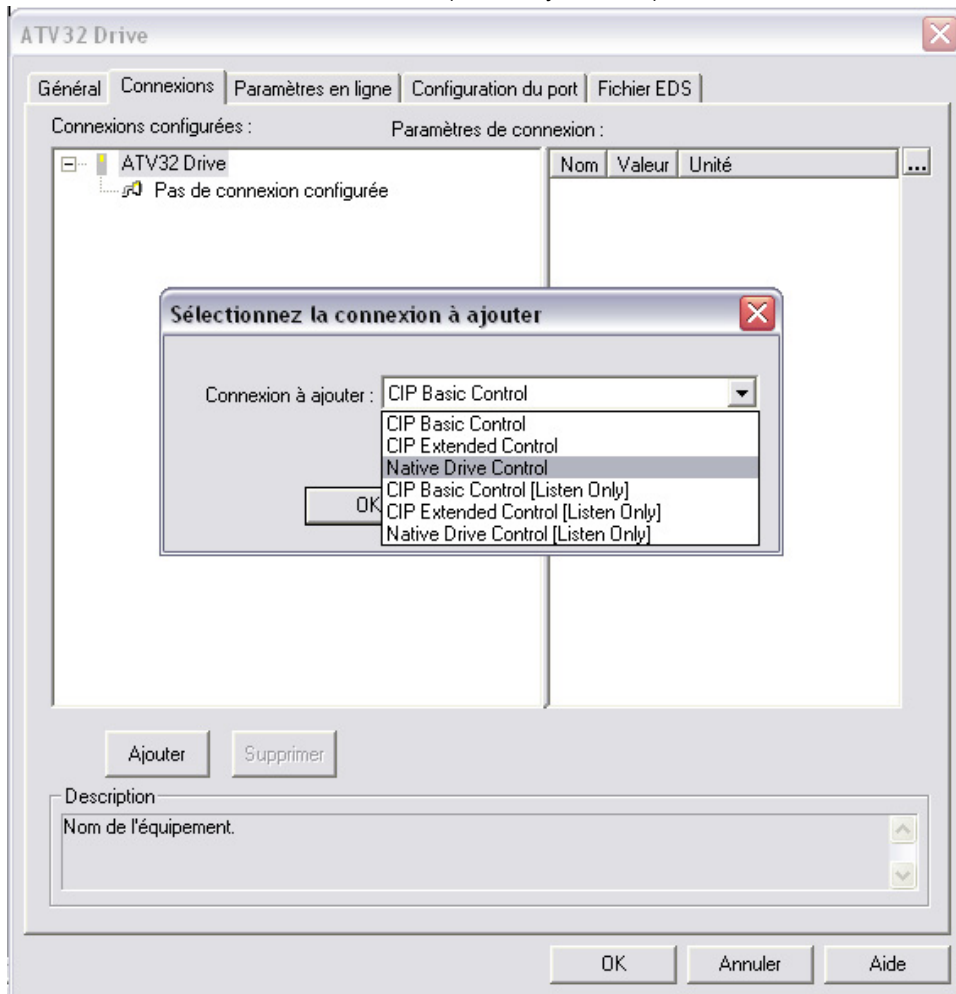 ATV32 Drive
Général Connexions Paramètres en ligne Configuration du port Fichier EDS
Connexions configurées : Paramètres de connexion :
ATV32 Drive Nom Valeur Unité ...
Pas de connexion configurée
Sélectionnez la connexion à ajouter
Connexion à ajouter : CIP Basic Control
CIP Basic Control
CIP Extended Control
Native Drive Control
CIP Basic Control [Listen Only]
OK CIP Extended Control [Listen Only]
Native Drive Control [Listen Only]
Ajouter Supprimer
Description
Nom de l'équipement.
OK Annuler Aide